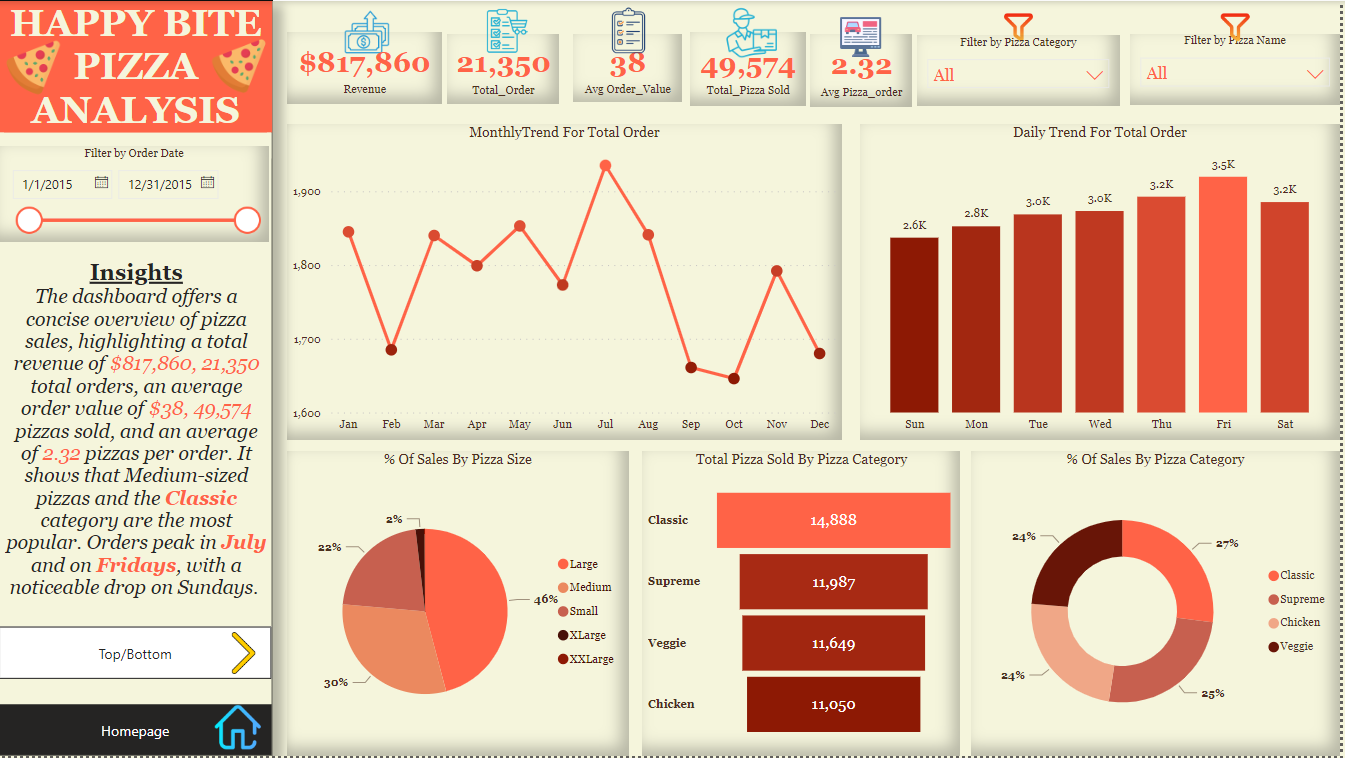 HAPPY BITE
PIZZA
ANALYSIS
Filter by Order Date
1/1/2015
12/31/2015
Insights
The dashboard offers a
concise overview of pizza
sales, highlighting a total
revenue of $817,860, 21,350
total orders, an average
order value of $38, 49,574
pizzas sold, and an average
of 2.32 pizzas per order. It
shows that Medium-sized
pizzas and the Classic
category are the most
popular. Orders peak in July
and on Fridays, with a
noticeable drop on Sundays.
Top/Bottom
Homepage
$817,860
Revenue
21,350
Total_Order
38
Avg Order_Value
49,574
Total_Pizza Sold
2.32
Avg Pizza_order
Filter by Pizza Category
All
Filter by Pizza Name
All
MonthlyTrend For Total Order
1,900
1,800
1,700
1,600
Jan Feb Mar Apr May Jun Jul Aug Sep Oct Nov Dec
Daily Trend For Total Order
2.6K 2.8K 3.0K 3.0K 3.2K 3.5K 3.2K
Sun Mon Tue Wed Thu Fri Sat
% Of Sales By Pizza Size
2%
22%
46%
30%
Large
Medium
Small
XLarge
XXLarge
Total Pizza Sold By Pizza Category
Classic 14,888
Supreme 11,987
Veggie 11,649
Chicken 11,050
% Of Sales By Pizza Category
24%
27%
24%
25%
Classic
Supreme
Chicken
Veggie